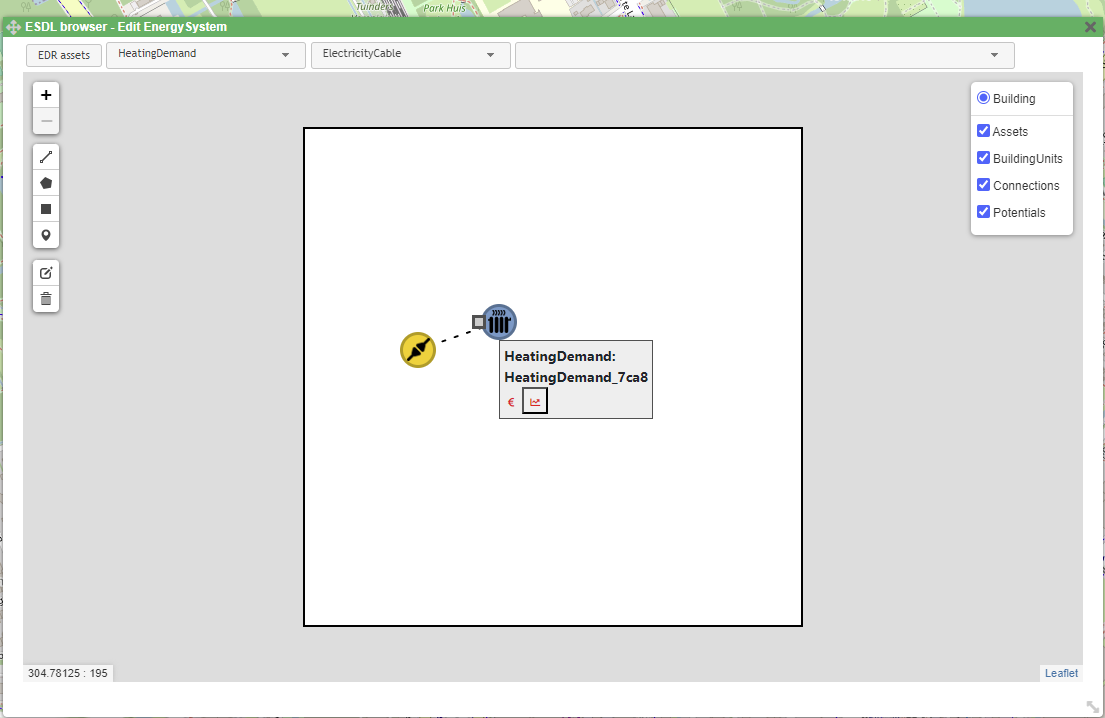 Tuinders
Park Huis
ESDL browser - Edit EnergySystem
EDR assets
HeatingDemand
ElectricityCable
+
−
Building
Assets
BuildingUnits
Connections
Potentials
HeatingDemand:
HeatingDemand_7ca8
€
304.78125 : 195
Leaflet